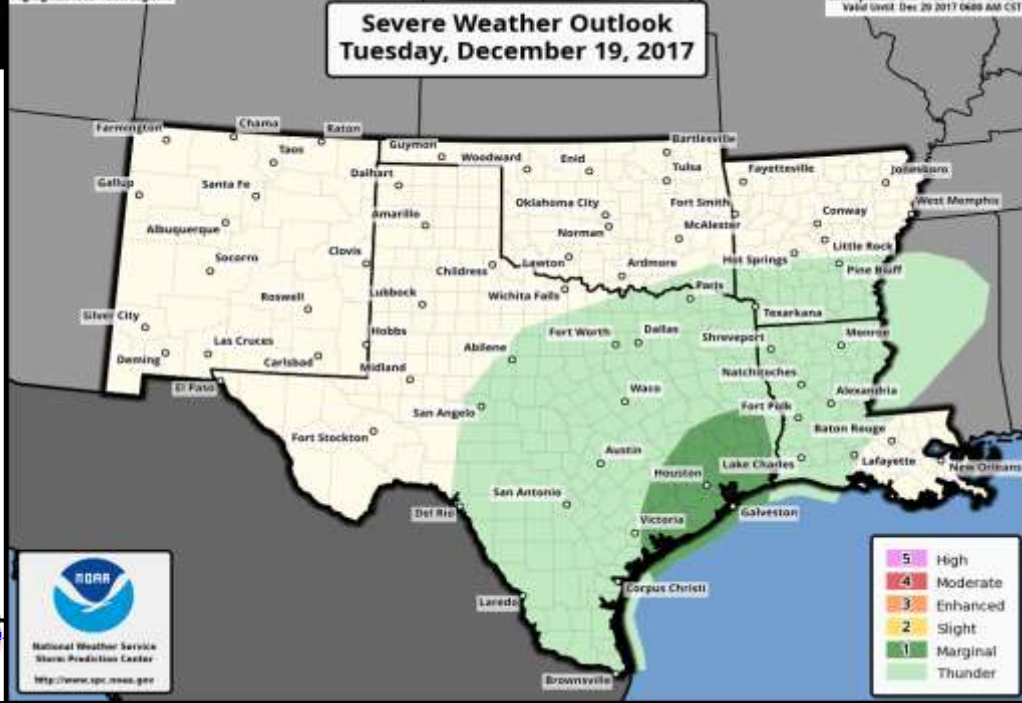 Valid Until: Dec 20 2017 0600 AM CST
Severe Weather Outlook
Tuesday, December 19, 2017
Farmington
Chama
Raton
Taos
Guymon
Woodward
Enid
Bartlesville
Tulsa
Fayetteville
Jonesboro
Gallup
Santa Fe
Dalhart
Oklahoma City
Fort Smith
Conway
West Memphis
Albuquerque
Amarillo
Norman
McAlester
Little Rock
Socorro
Clovis
Childress
Lawton
Ardmore
Hot Springs
Pine Bluff
Roswell
Lubbock
Wichita Falls
Paris
Texarkana
Silver City
Las Cruces
Hobbs
Fort Worth
Dallas
Shreveport
Monroe
Deming
Carlsbad
Midland
Abilene
Natchitoches
El Paso
San Angelo
Waco
Fort Polk
Alexandria
Fort Stockton
Baton Rouge
Austin
Houston
Lake Charles
Lafayette
New Orleans
Del Rio
San Antonio
Victoria
Galveston
Laredo
Corpus Christi
Brownsville
NOAA
National Weather Service
Storm Prediction Center
http://www.spc.noaa.gov
5 High
4 Moderate
3 Enhanced
2 Slight
1 Marginal
Thunder